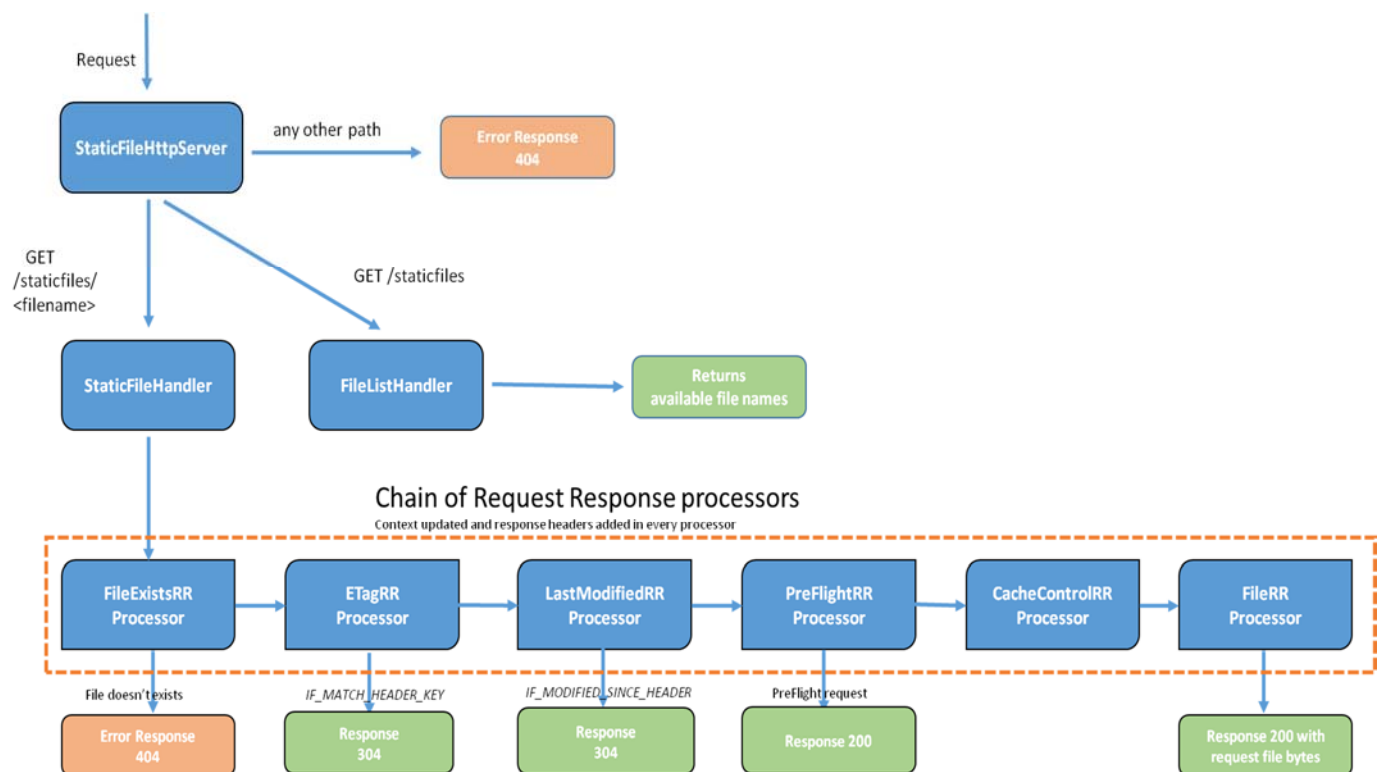 Request
StaticFileHttpServer
any other path
Error Response
404
GET
/staticfiles/
<filename>
GET /staticfiles
StaticFileHandler
FileListHandler
Returns
available file names
Chain of Request Response processors
Context updated and response headers added in every processor
FileExistsRR
Processor
ETagRR
Processor
LastModifiedRR
Processor
PreFlightRR
Processor
CacheControlRR
Processor
FileRR
Processor
File doesn't exists
IF_MATCH_HEADER_KEY
IF_MODIFIED_SINCE_HEADER
PreFlight request
Error Response
404
Response
304
Response
304
Response 200
Response 200 with
request file bytes